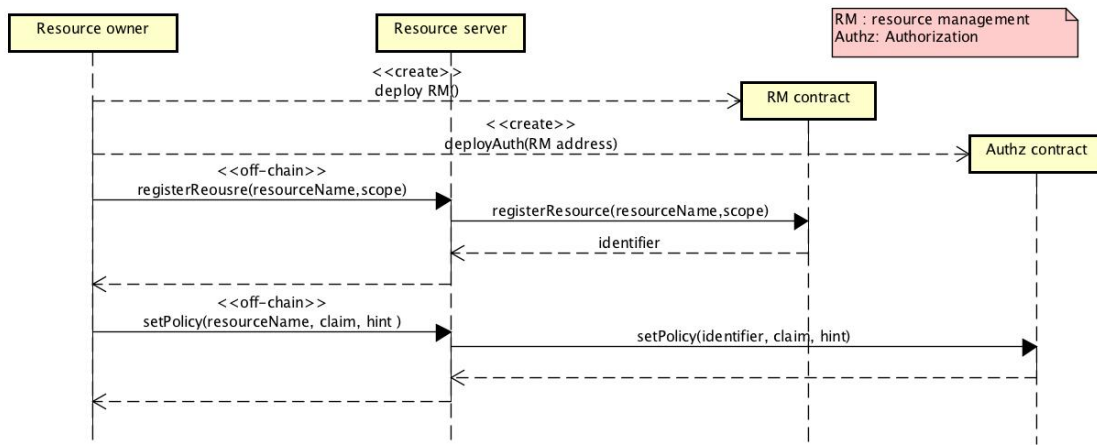 Resource owner
Resource server
RM : resource management
Authz: Authorization
<<create>>
deploy RM()
RM contract
<<create>>
deployAuth(RM address)
Authz contract
<<off-chain>>
registerReousre(resourceName,scope)
registerResource(resourceName,scope)
identifier
<<off-chain>>
setPolicy(resourceName, claim, hint )
setPolicy(identifier, claim, hint)